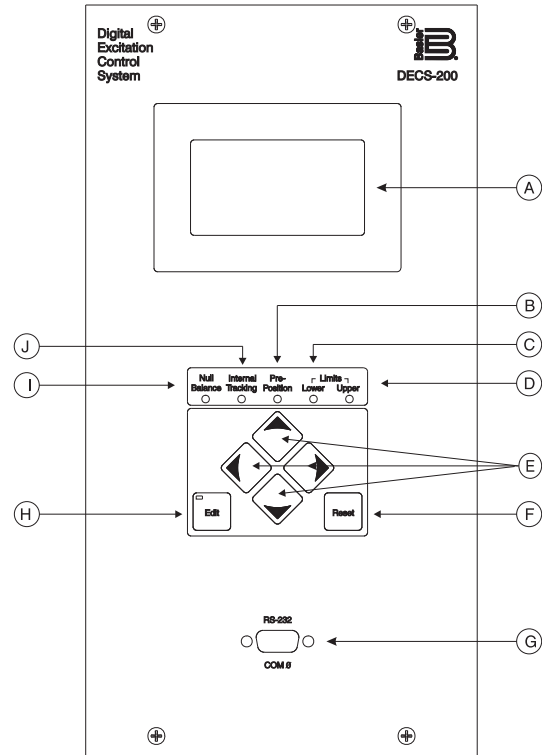 Digital
Excitation
Control
System
Basler
B
DECS-200
A
B
C
J
I
D
Null
Balance
Internal
Tracking
Pre-
Position
Limits
Lower
Upper
E
H
Edit
Reset
F
RS-232
G
COM 0